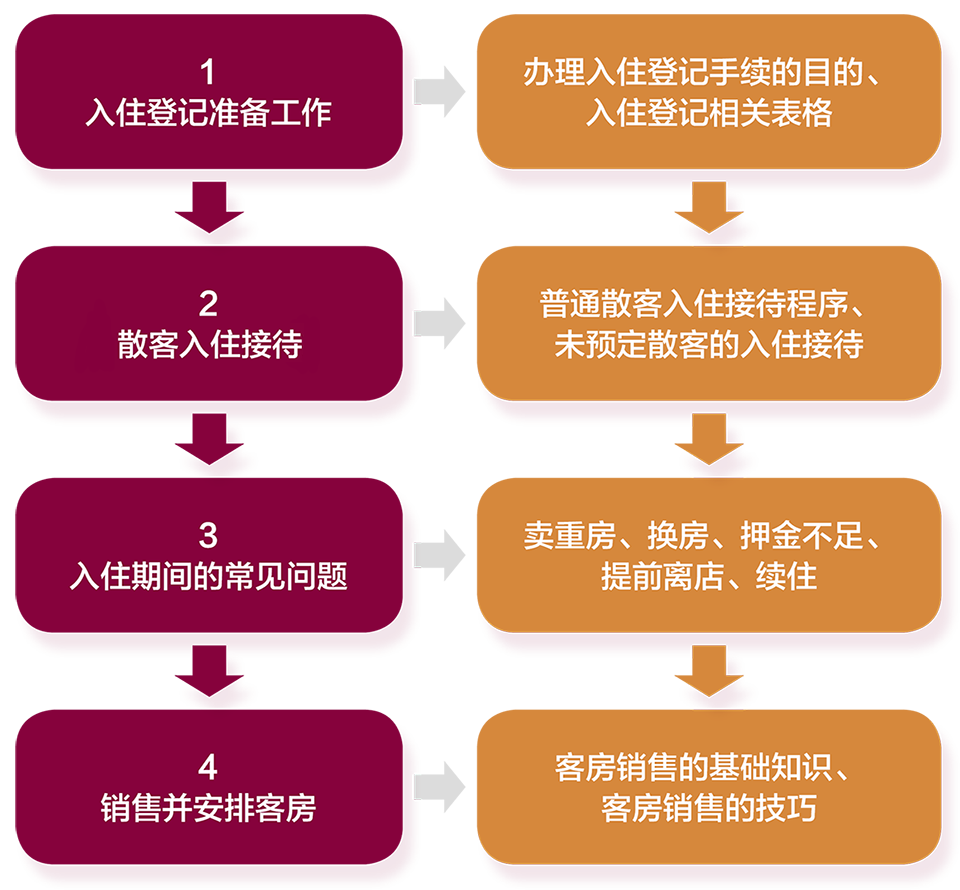 1
入住登记准备工作
办理入住登记手续的目的、
入住登记相关表格
2
散客入住接待
普通散客入住接待程序、
未预定散客的入住接待
3
入住期间的常见问题
卖重房、换房、押金不足、
提前离店、续住
4
销售并安排客房
客房销售的基础知识、
客房销售的技巧